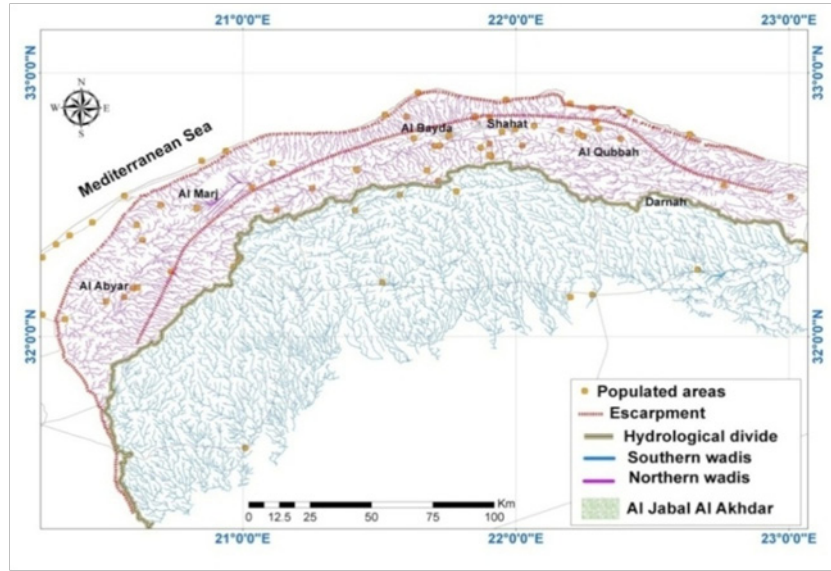 21°0'0"E 22°0'0"E 23°0'0"E
33°0'0"N 33°0'0"N
N
W E
S
Mediterranean Sea
Al Bayda
Shahat
Al Qubbah
Al Marj
Darnah
Al Abyar
32°0'0"N 32°0'0"N
Populated areas
Escarpment
Hydrological divide
Southern wadis
Northern wadis
Al Jabal Al Akhdar
Km
0 12.5 25 50 75 100
21°0'0"E 22°0'0"E 23°0'0"E